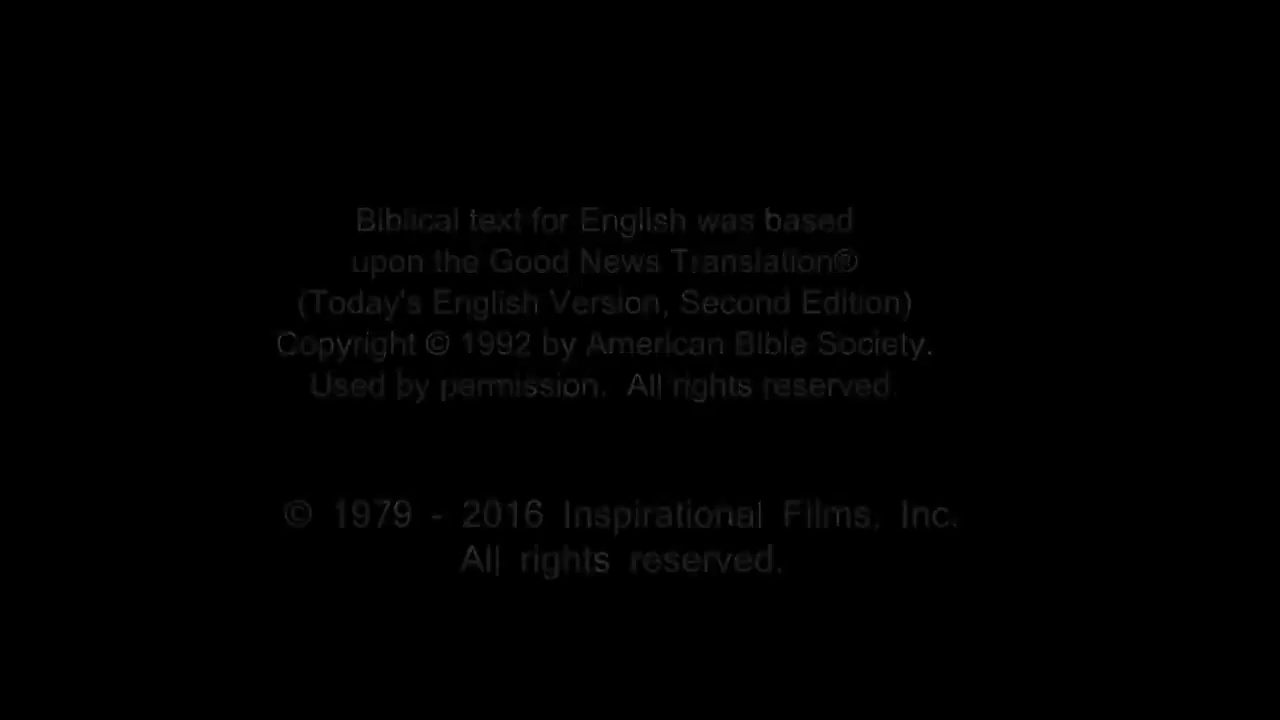 Biblical text for English was based
upon the Good News Translation®
(Today's English Version, Second Edition)
Copyright © 1992 by American Bible Society.
Used by permission.  All rights reserved.
© 1979 - 2016 Inspirational Films, Inc.
All rights reserved.